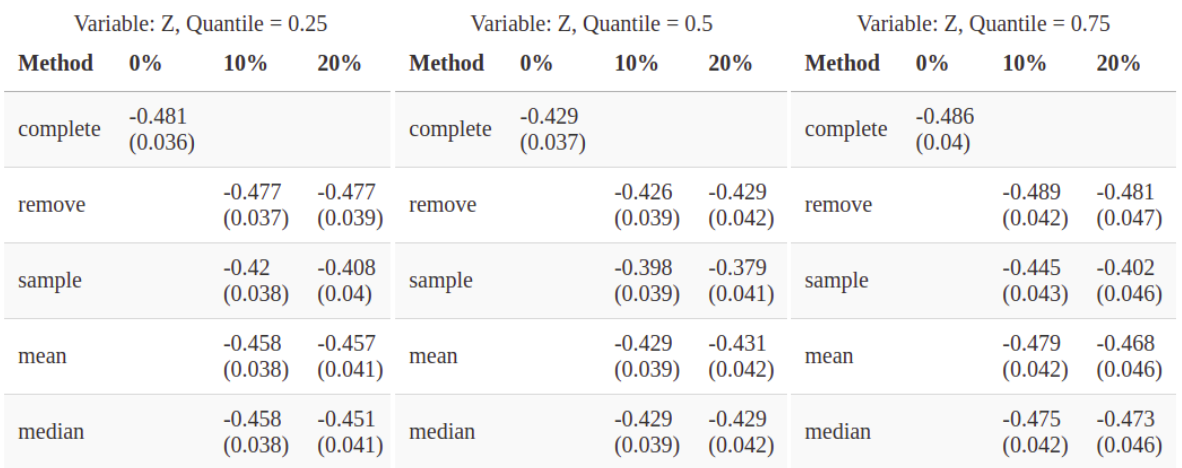 Variable: Z, Quantile = 0.25
Method 0% 10% 20%
complete -0.481
(0.036)
remove -0.477 -0.477
(0.037) (0.039)
sample -0.42 -0.408
(0.038) (0.04)
mean -0.458 -0.457
(0.038) (0.041)
median -0.458 -0.451
(0.038) (0.041)
Variable: Z, Quantile = 0.5
Method 0% 10% 20%
complete -0.429
(0.037)
remove -0.426 -0.429
(0.039) (0.042)
sample -0.398 -0.379
(0.039) (0.041)
mean -0.429 -0.431
(0.039) (0.042)
median -0.429 -0.429
(0.039) (0.042)
Variable: Z, Quantile = 0.75
Method 0% 10% 20%
complete -0.486
(0.04)
remove -0.489 -0.481
(0.042) (0.047)
sample -0.445 -0.402
(0.043) (0.046)
mean -0.479 -0.468
(0.042) (0.046)
median -0.475 -0.473
(0.042) (0.046)